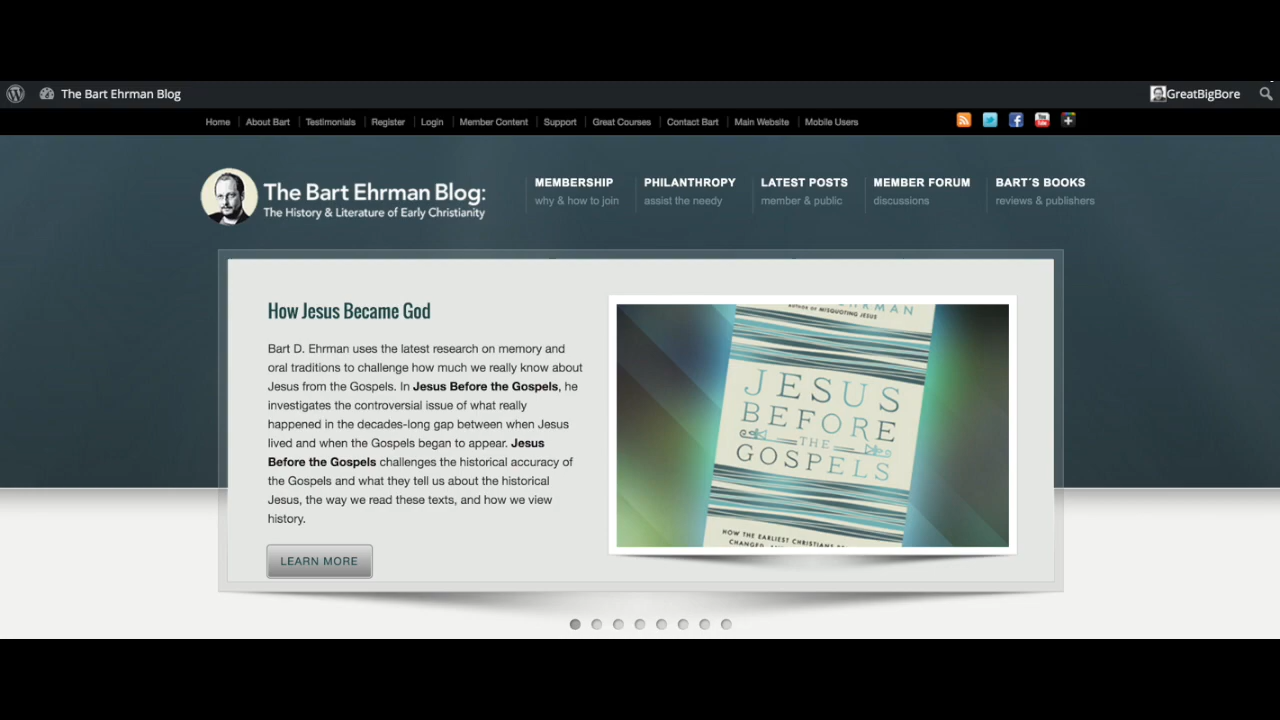 The Bart Ehrman Blog
GreatBigBore
Home About Bart Testimonials Register Login Member Content Support Great Courses Contact Bart Main Website Mobile Users
The Bart Ehrman Blog:
The History & Literature of Early Christianity
MEMBERSHIP
why & how to join
PHILANTHROPY
assist the needy
LATEST POSTS
member & public
MEMBER FORUM
discussions
BART´S BOOKS
reviews & publishers
How Jesus Became God
Bart D. Ehrman uses the latest research on memory and
oral traditions to challenge how much we really know about
Jesus from the Gospels. In Jesus Before the Gospels, he
investigates the controversial issue of what really
happened in the decades-long gap between when Jesus
lived and when the Gospels began to appear. Jesus
Before the Gospels challenges the historical accuracy of
the Gospels and what they tell us about the historical
Jesus, the way we read these texts, and how we view
history.
LEARN MORE
AUTHOR OF MISQUOTING JESUS
JESUS
BEFORE
THE
GOSPELS
HOW THE EARLIEST CHRISTIANS